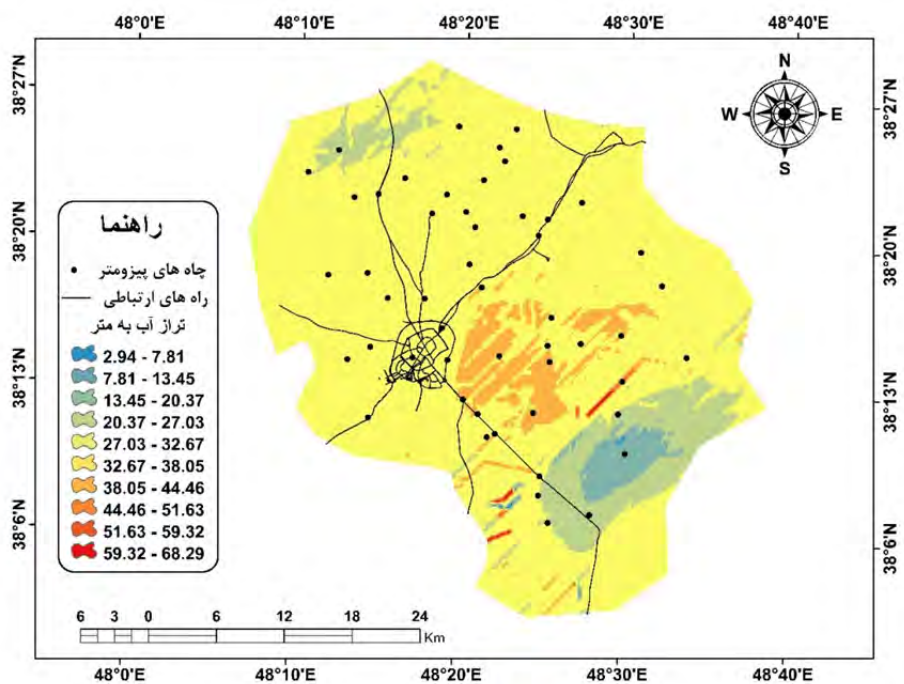 48°0'E 48°10'E 48°20'E 48°30'E 48°40'E
38°27'N
38°20'N
38°13'N
38°6'N
38°27'N
38°20'N
38°13'N
38°6'N
N
W E
S
راهنما
چاه های پیزومتر
راه های ارتباطی
تراز آب به متر
2.94 - 7.81
7.81 - 13.45
13.45 - 20.37
20.37 - 27.03
27.03 - 32.67
32.67 - 38.05
38.05 - 44.46
44.46 - 51.63
51.63 - 59.32
59.32 - 68.29
6 3 0 6 12 18 24
Km
48°0'E 48°10'E 48°20'E 48°30'E 48°40'E